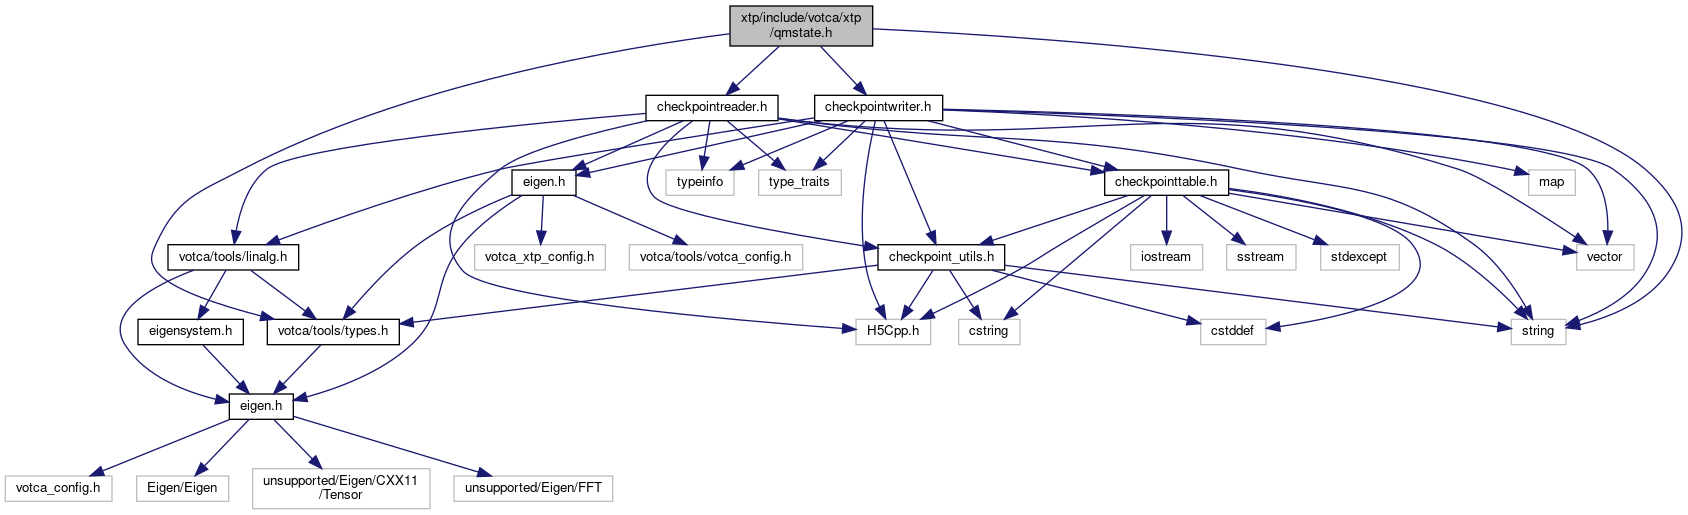 xtp/include/votca/xtp
/qmstate.h
checkpointreader.h
checkpointwriter.h
eigen.h
typeinfo
type_traits
checkpointtable.h
map
votca/tools/linalg.h
votca_xtp_config.h
votca/tools/votca_config.h
checkpoint_utils.h
iostream
sstream
stdexcept
vector
eigensystem.h
votca/tools/types.h
H5Cpp.h
cstring
cstddef
string
eigen.h
votca_config.h
Eigen/Eigen
unsupported/Eigen/CXX11
/Tensor
unsupported/Eigen/FFT